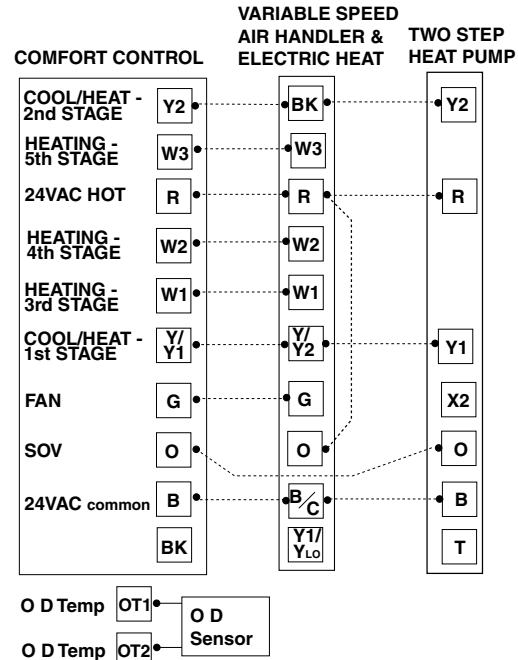 VARIABLE SPEED
AIR HANDLER &
ELECTRIC HEAT
TWO STEP
HEAT PUMP
COMFORT CONTROL
COOL/HEAT -
2nd STAGE
Y2
BK
Y2
HEATING -
5th STAGE
W3
W3
24VAC HOT
R
R
R
HEATING -
4th STAGE
W2
W2
HEATING -
3rd STAGE
W1
W1
COOL/HEAT -
1st STAGE
Y/
Y1
Y/
Y2
Y1
FAN
G
G
X2
SOV
O
O
O
24VAC common
B
B/C
B
BK
Y1/
YLO
T
O D Temp
OT1
O D
Sensor
O D Temp
OT2